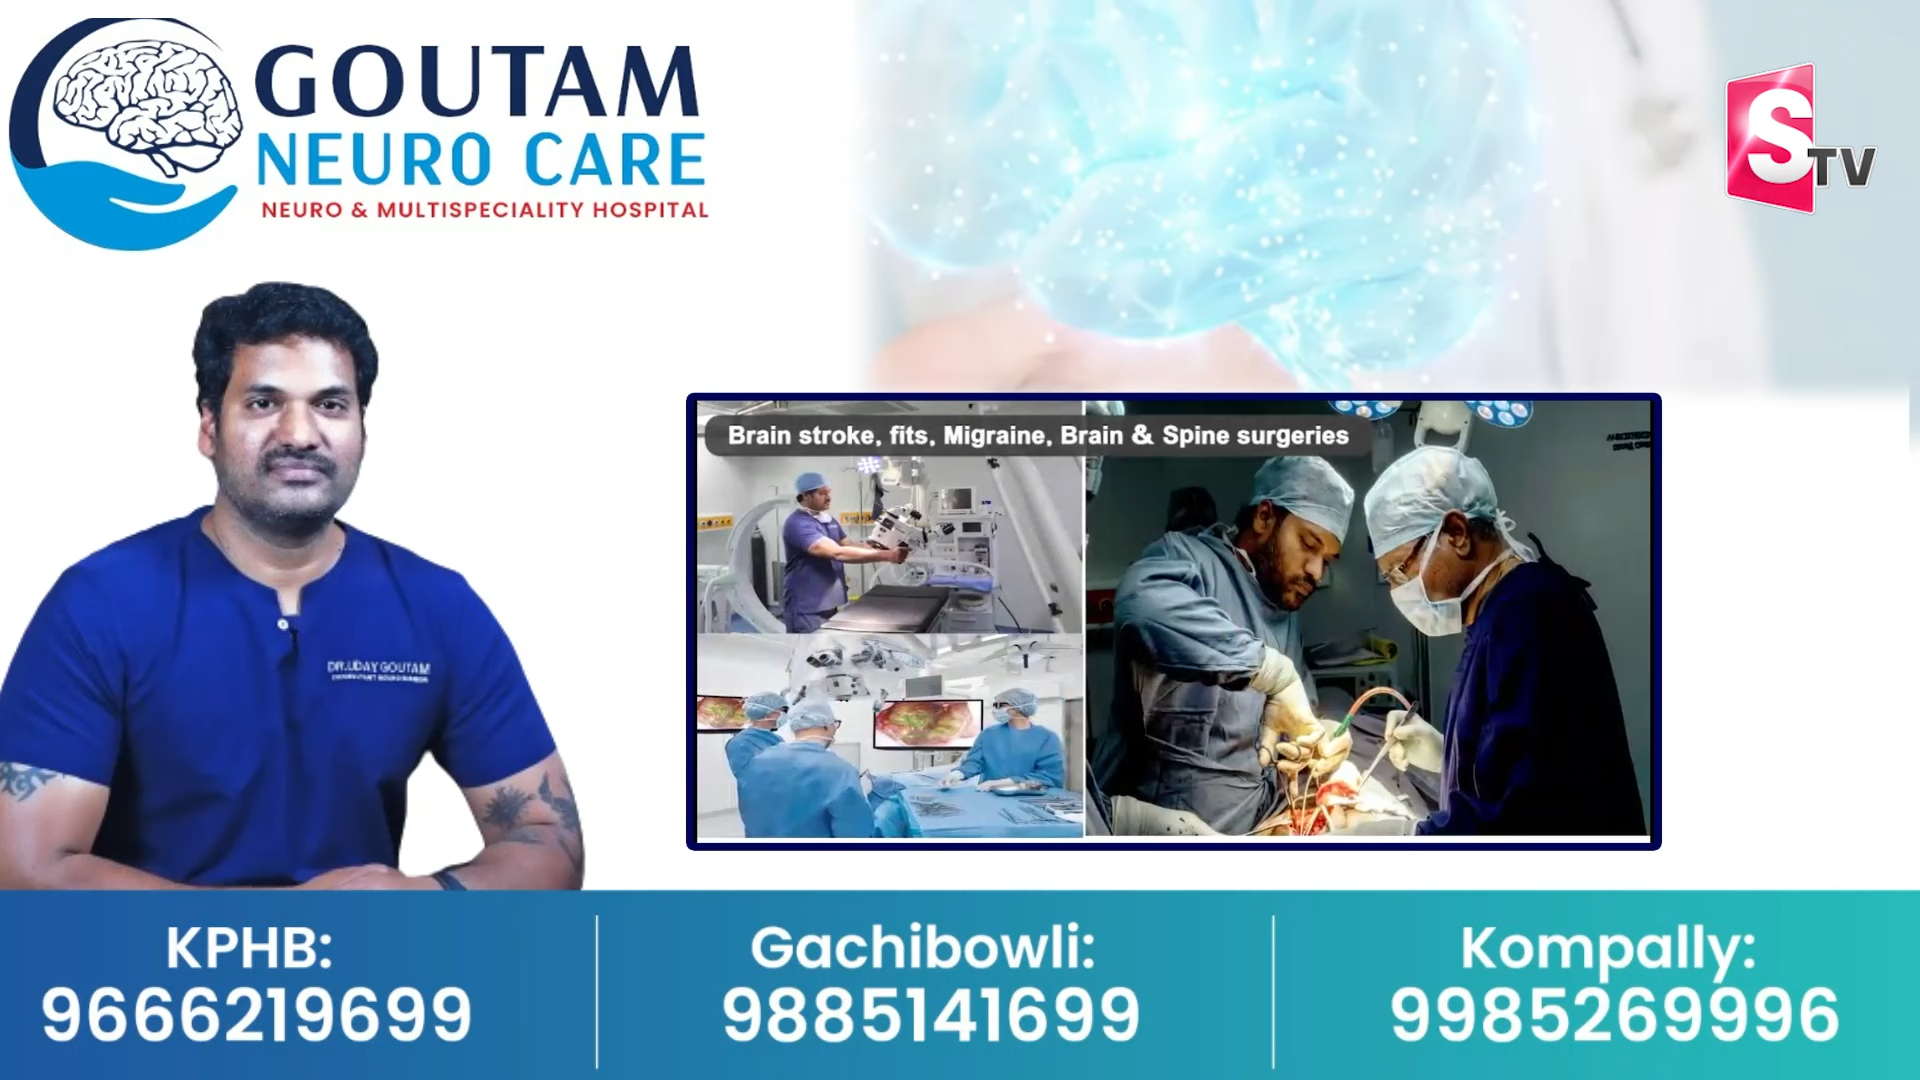 GOUTAM
NEURO CARE
NEURO & MULTISPECIALITY HOSPITAL
S TV
Brain stroke, fits, Migraine, Brain & Spine surgeries
DR.UDAY GOUTAM
KPHB:
9666219699
Gachibowli:
9885141699
Kompally:
9985269996